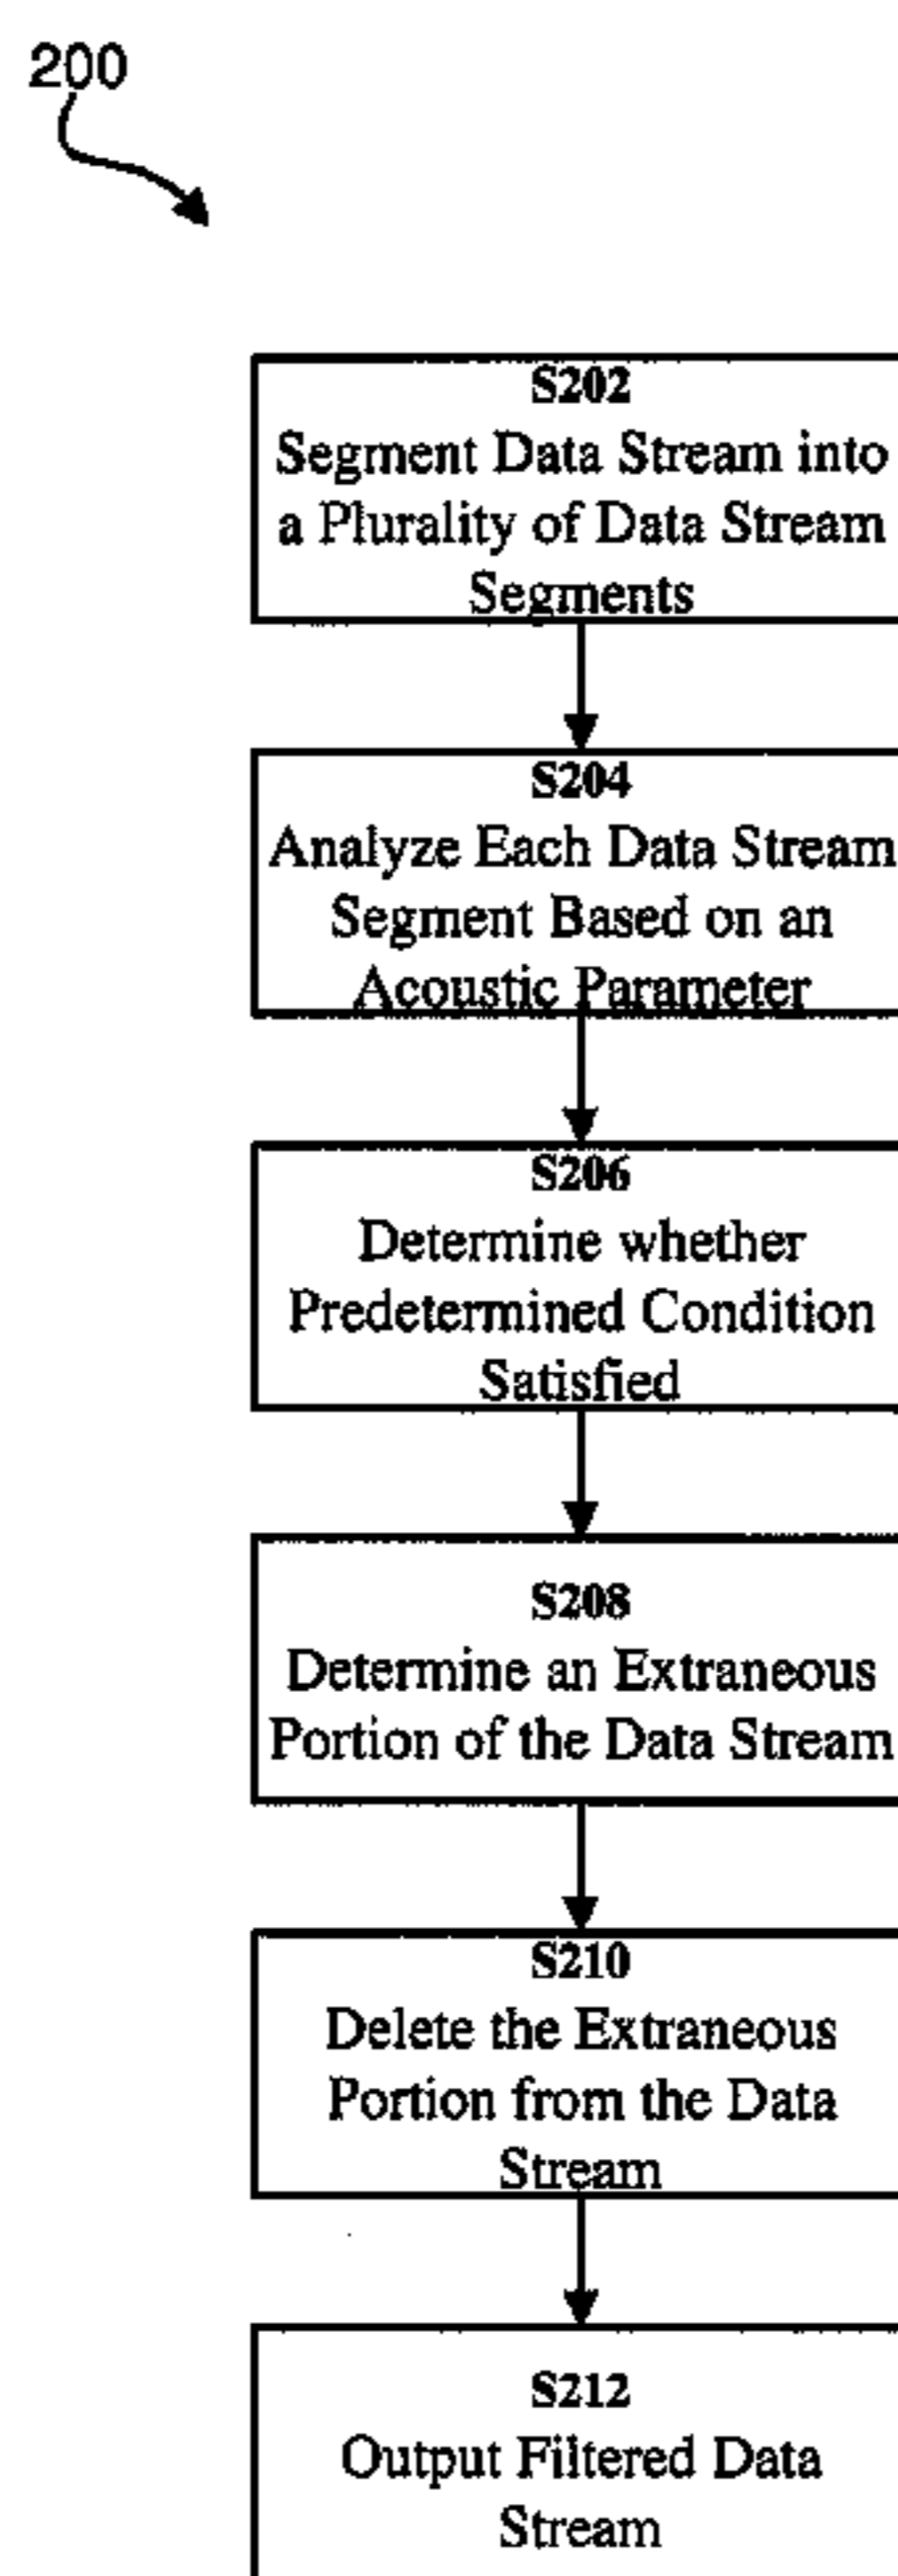 200
S202
Segment Data Stream into
a Plurality of Data Stream
Segments
S204
Analyze Each Data Stream
Segment Based on an
Acoustic Parameter
S206
Determine whether
Predetermined Condition
Satisfied
S208
Determine an Extraneous
Portion of the Data Stream
S210
Delete the Extraneous
Portion from the Data
Stream
S212
Output Filtered Data
Stream